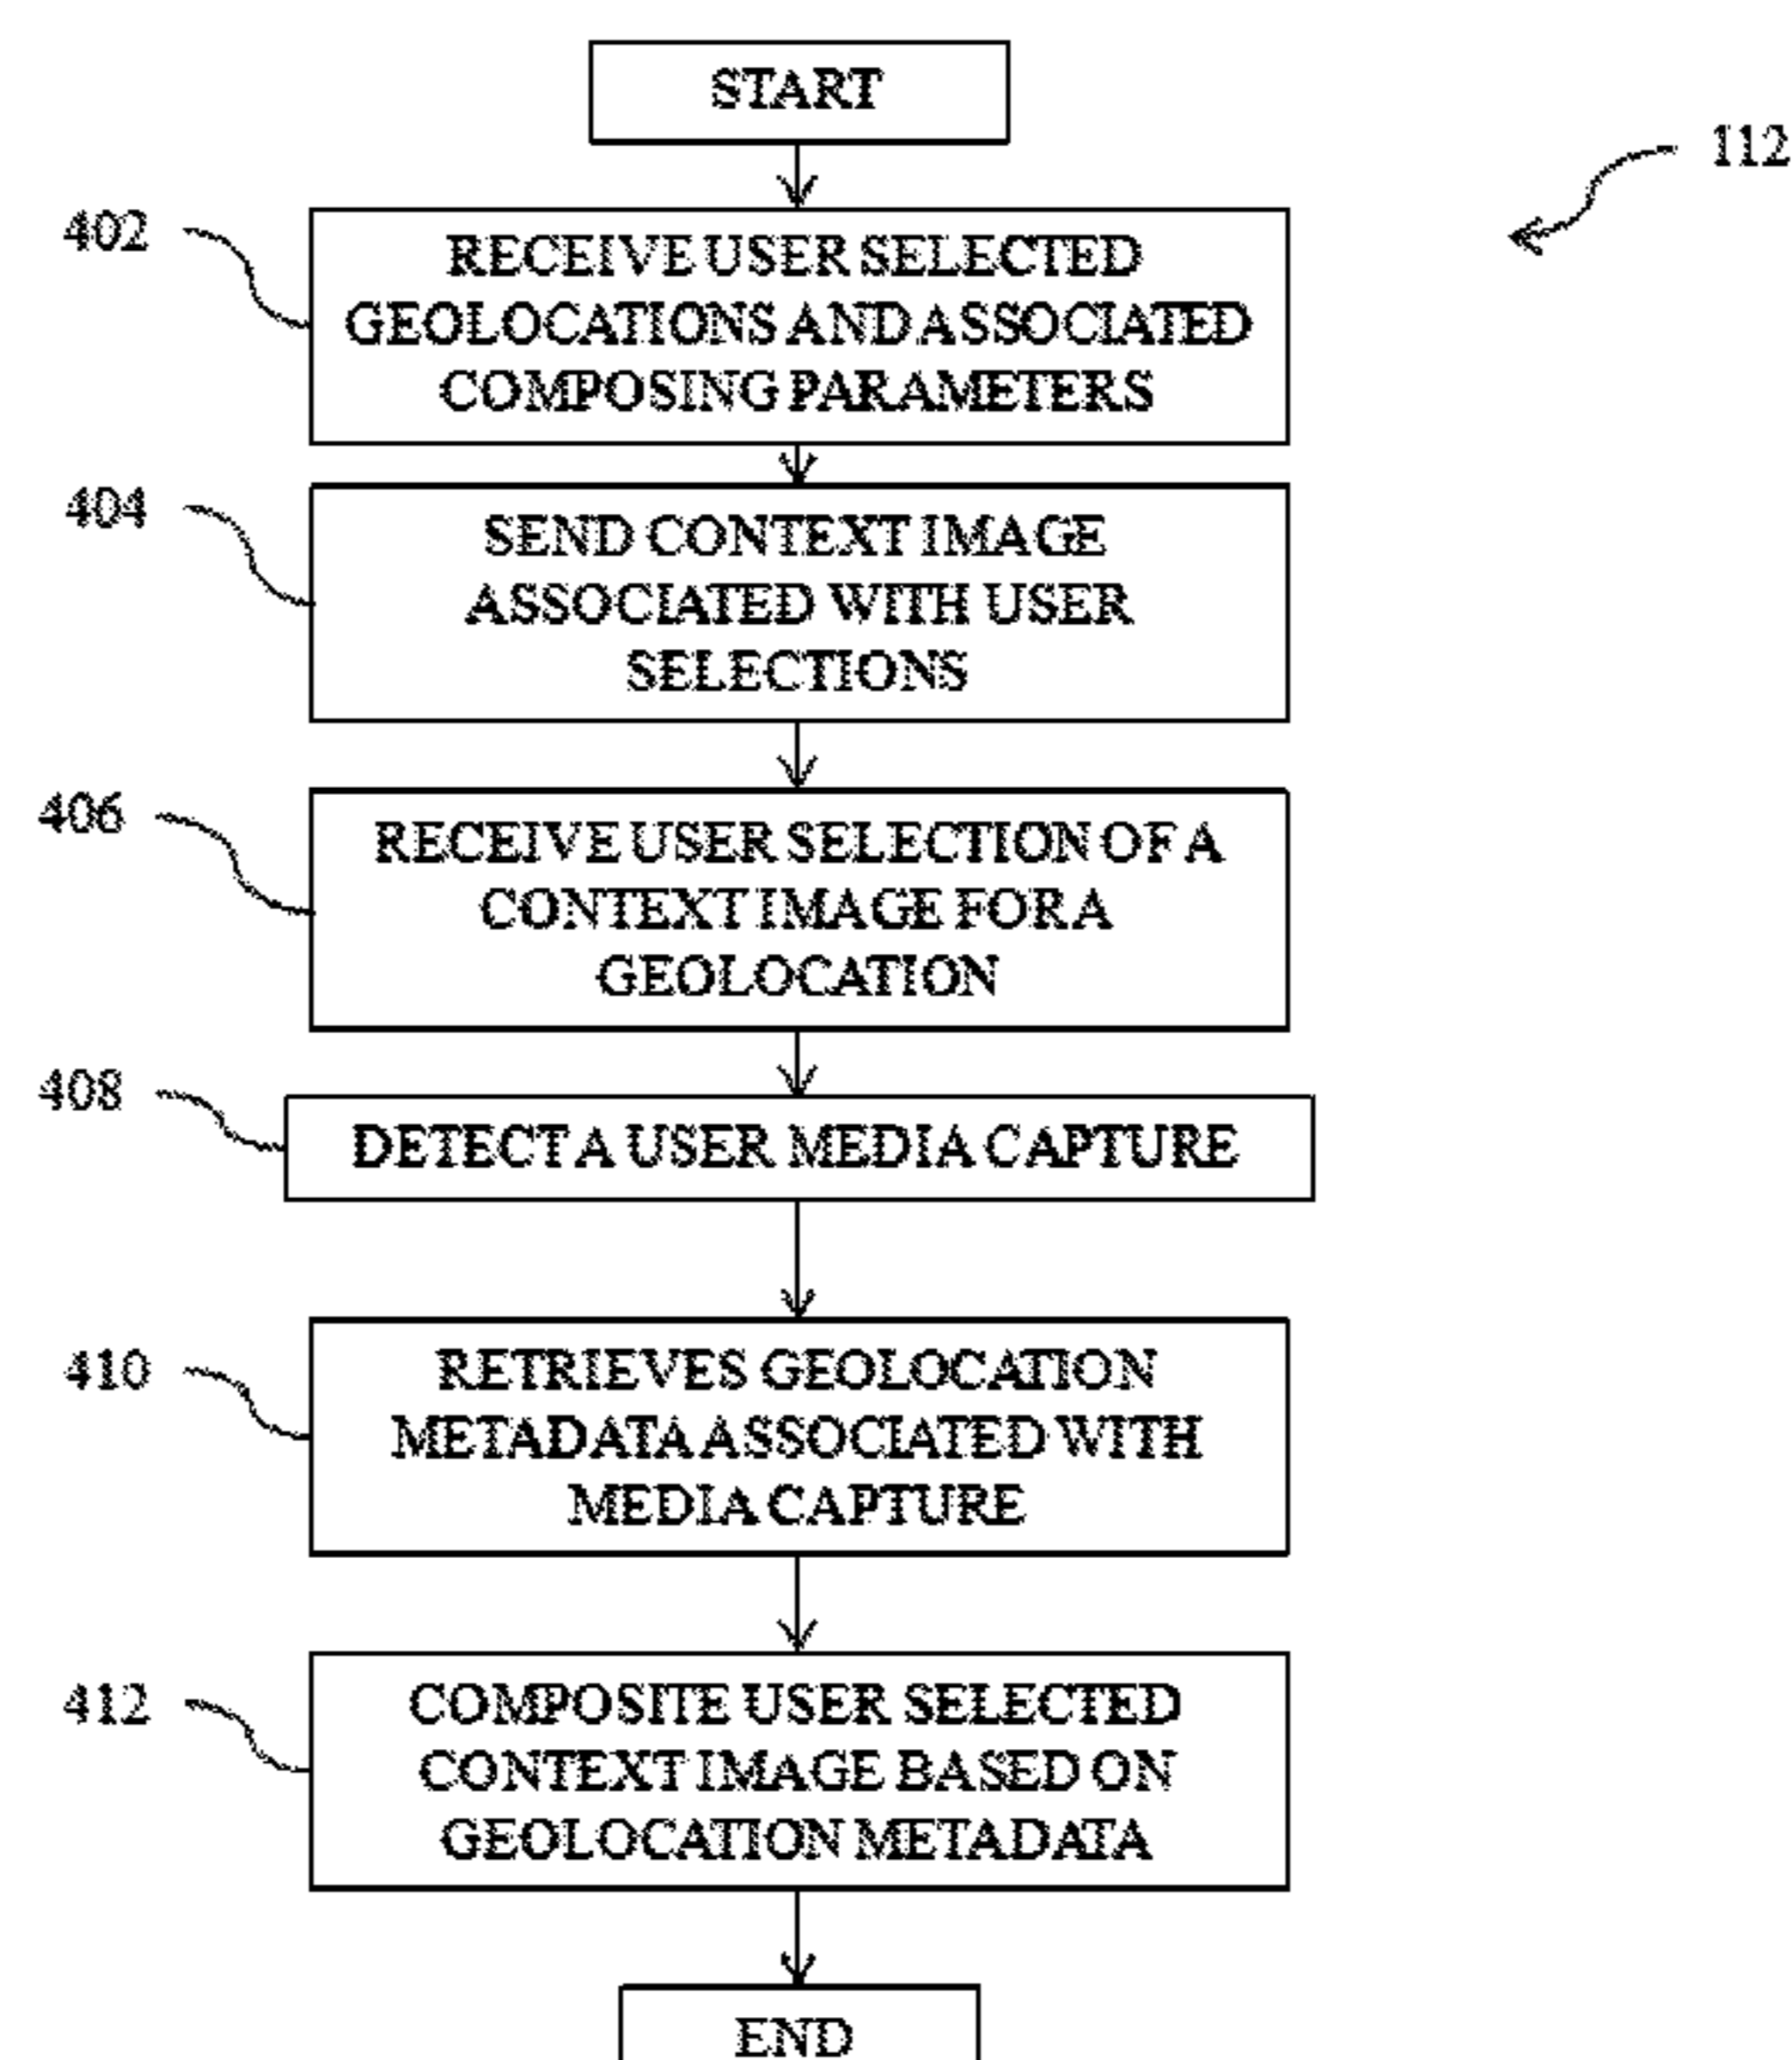 START
112
402
RECEIVE USER SELECTED
GEOLOCATIONS AND ASSOCIATED
COMPOSING PARAMETERS
404
SEND CONTEXT IMAGE
ASSOCIATED WITH USER
SELECTIONS
406
RECEIVE USER SELECTION OF A
CONTEXT IMAGE FOR A
GEOLOCATION
408
DETECT A USER MEDIA CAPTURE
410
RETRIEVES GEOLOCATION
METADATA ASSOCIATED WITH
MEDIA CAPTURE
412
COMPOSITE USER SELECTED
CONTEXT IMAGE BASED ON
GEOLOCATION METADATA
END